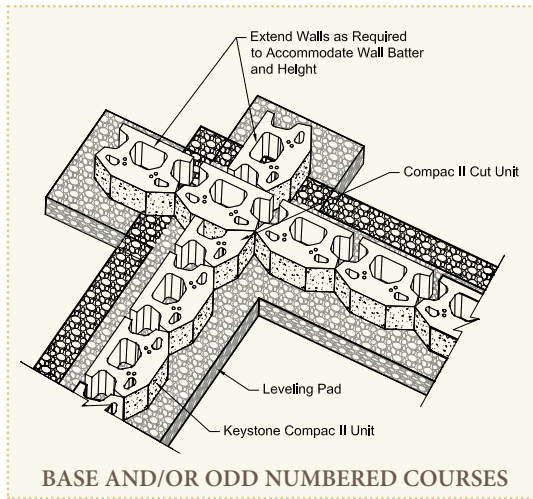 Extend Walls as Required
to Accommodate Wall Batter
and Height
Compac II Cut Unit
Leveling Pad
Keystone Compac II Unit
BASE AND/OR ODD NUMBERED COURSES